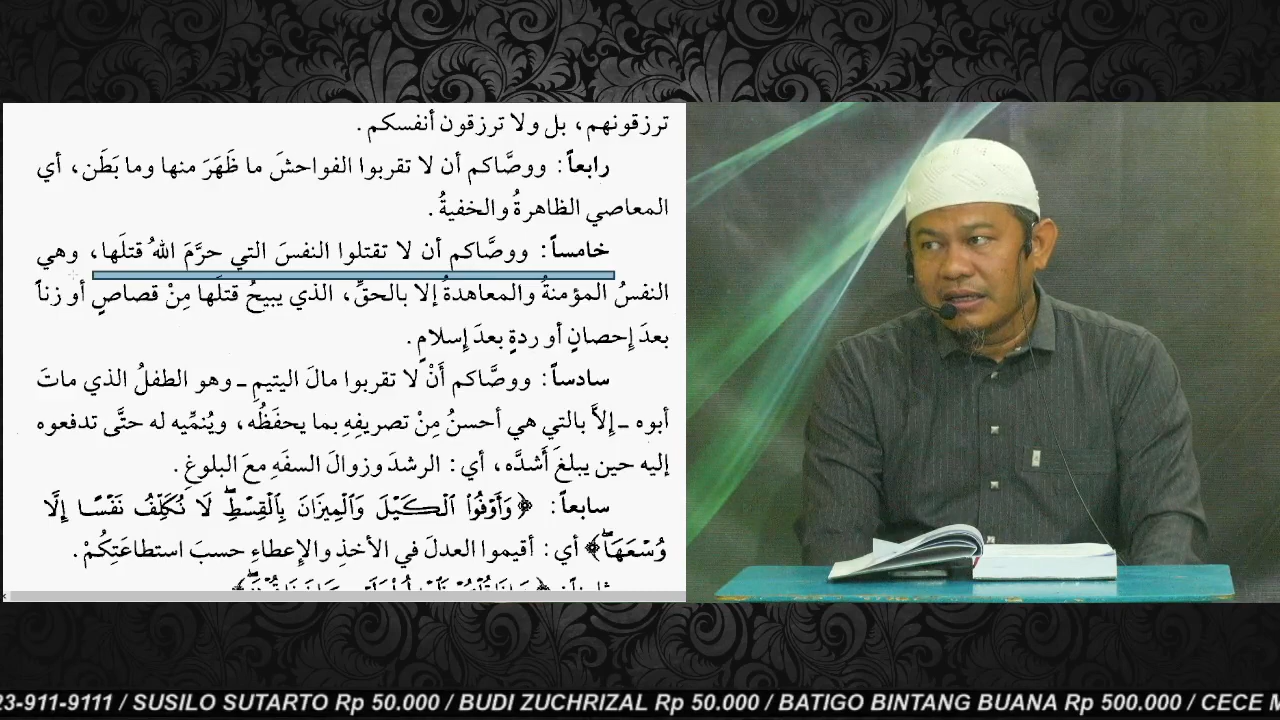 ترزقونهم، بل ولا ترزقون أنفسكم .
رابعاً : ووصَّاكم أن لا تقربوا الفواحشَ ما ظَهَرَ منها وما بَطَن، أي
المعاصي الظاهرةُ والخفيةُ .
خامساً : ووصَّاكم أن لا تقتلوا النفسَ التي حرَّمَ اللهُ قتلَها، وهي
النفسُ المؤمنةُ والمعاهدةُ إلا بالحقِّ، الذي يبيحُ قتلَها مِنْ قصاصٍ أو زناً
بعدَ إحصانٍ أو ردةٍ بعدَ إسلامٍ .
سادساً : ووصَّاكم أَنْ لا تقربوا مالَ اليتيمِ ـ وهو الطفلُ الذي ماتَ
أبوه ـ إلاَّ بالتي هي أحسنُ مِنْ تصريفِهِ بما يحفَظُه، ويُنمِّيه له حتَّى تدفعوه
إليه حين يبلغَ أَشدَّه، أي : الرشدَ وزوالَ السفَهِ معَ البلوغِ .
سابعاً : ﴿وَأَوْفُوا۟ ٱلْكَيْلَ وَٱلْمِيزَانَ بِٱلْقِسْطِۖ لَا نُكَلِّفُ نَفْسًا إِلَّا
وُسْعَهَاۖ﴾ أي : أقيموا العدلَ في الأخذِ والإعطاءِ حسبَ استطاعَتِكُمْ .
23-911-9111 / SUSILO SUTARTO Rp 50.000 / BUDI ZUCHRIZAL Rp 50.000 / BATIGO BINTANG BUANA Rp 500.000 / CECE M